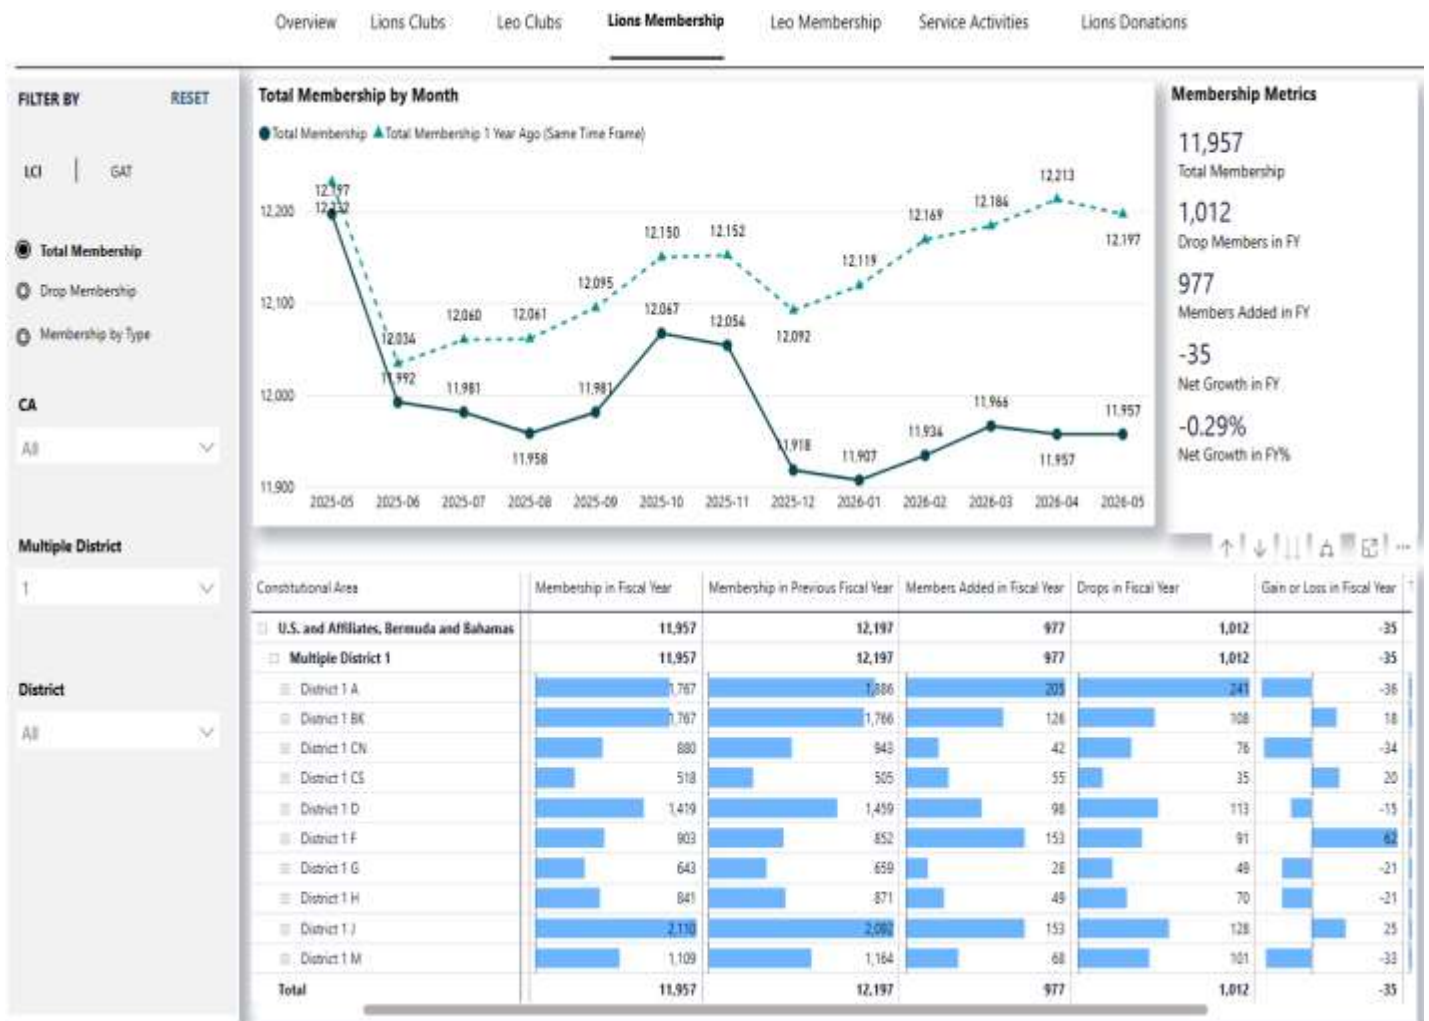 Overview Lions Clubs Leo Clubs Lions Membership Leo Membership Service Activities Lions Donations
FILTER BY RESET
LCI | GAT
Total Membership
Drop Membership
Membership by Type
CA
All
Multiple District
1
District
All
Total Membership by Month
Total Membership Total Membership 1 Year Ago (Same Time Frame)
12,200
12,100
12,000
11,900
12,197 12,034 12,060 12,061 12,095 12,150 12,152 12,092 12,119 12,169 12,184 12,213 12,197
12,232 11,992 11,981 11,958 11,981 12,067 12,054 11,918 11,907 11,934 11,966 11,957 11,957
2025-05 2025-06 2025-07 2025-08 2025-09 2025-10 2025-11 2025-12 2026-01 2026-02 2026-03 2026-04 2026-05
Membership Metrics
11,957
Total Membership
1,012
Drop Members in FY
977
Members Added in FY
-35
Net Growth in FY
-0.29%
Net Growth in FY%
Constitutional Area Membership in Fiscal Year Membership in Previous Fiscal Year Members Added in Fiscal Year Drops in Fiscal Year Gain or Loss in Fiscal Year
U.S. and Affiliates, Bermuda and Bahamas 11,957 12,197 977 1,012 -35
Multiple District 1 11,957 12,197 977 1,012 -35
District 1 A 1,767 1,886 205 241 -36
District 1 BK 1,767 1,766 126 108 18
District 1 CN 880 943 42 76 -34
District 1 CS 518 505 55 35 20
District 1 D 1,419 1,459 98 113 -15
District 1 F 903 852 153 91 62
District 1 G 643 659 28 49 -21
District 1 H 841 871 49 70 -21
District 1 J 2,110 2,092 153 128 25
District 1 M 1,109 1,164 68 101 -33
Total 11,957 12,197 977 1,012 -35